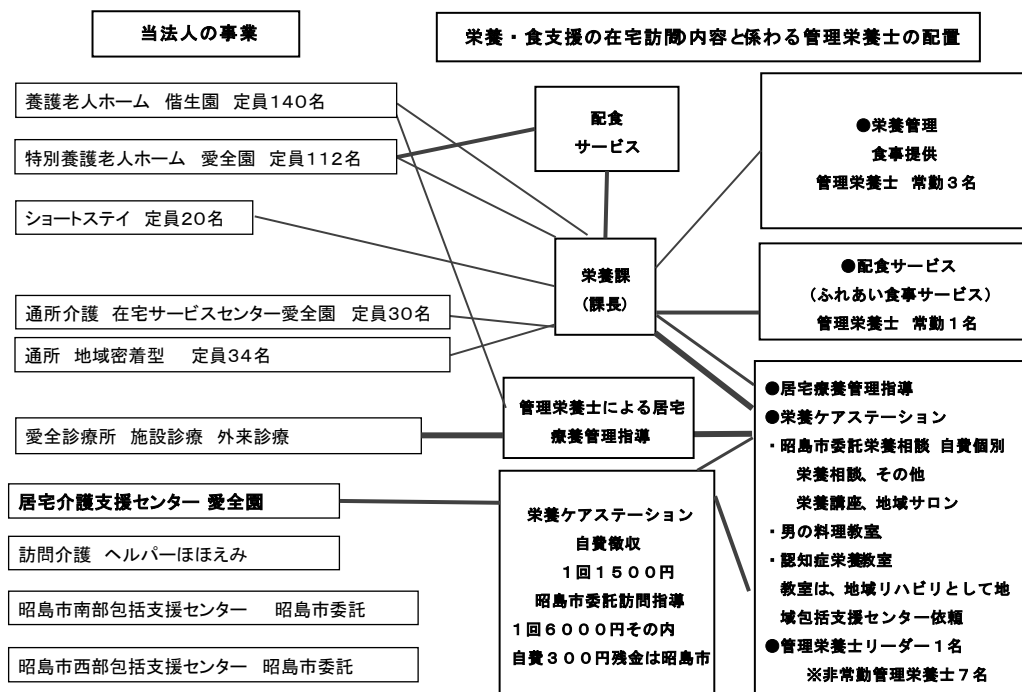 当法人の事業
栄養・食支援の在宅訪問の内容と係わる管理栄養士の配置
養護老人ホーム　偕生園　定員140名
特別養護老人ホーム　愛全園　定員112名
ショートステイ　定員20名
通所介護　在宅サービスセンター愛全園　定員30名
通所　地域密着型　　定員34名
愛全診療所　施設診療　外来診療
居宅介護支援センター 愛全園
訪問介護　ヘルパーほほえみ
昭島市南部包括支援センター　　昭島市委託
昭島市西部包括支援センター　昭島市委託
配食
サービス
栄養課
(課長)
管理栄養士による居宅
療養管理指導
栄養ケアステーション
自費徴収
１回１５００円
昭島市委託訪問指導
１回６０００円その内
自費３００円残金は昭島市
●栄養管理
食事提供
管理栄養士　常勤３名
●配食サービス
（ふれあい食事サービス）
管理栄養士　常勤１名
●居宅療養管理指導
●栄養ケアステーション
・昭島市委託栄養相談 自費個別
栄養相談、その他
栄養講座、地域サロン
・男の料理教室、
・認知症栄養教室
教室は、地域リハビリとして地
域包括支援センター依頼
●管理栄養士リーダー１名
※非常勤管理栄養士７名